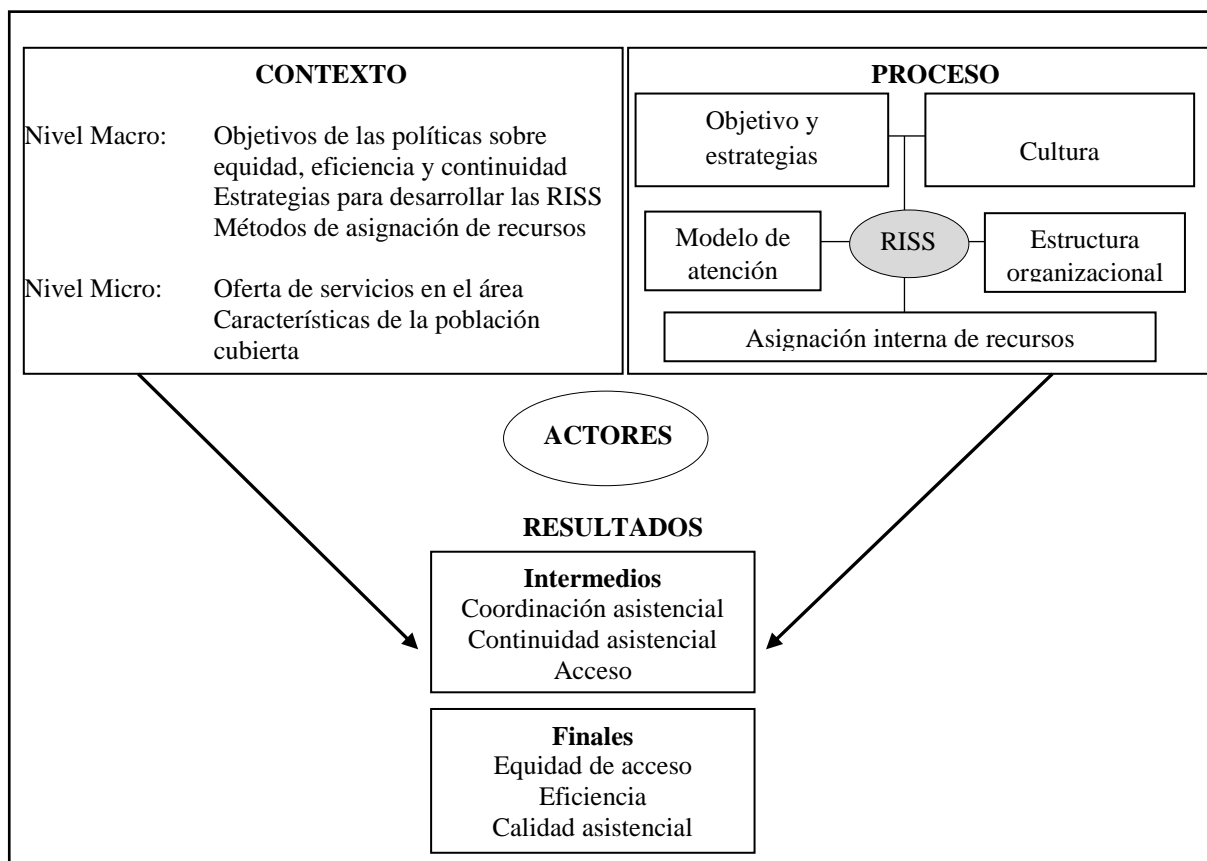 CONTEXTO
Nivel Macro: Objetivos de las políticas sobre
equidad, eficiencia y continuidad
Estrategias para desarrollar las RISS
Métodos de asignación de recursos
Nivel Micro: Oferta de servicios en el área
Características de la población
cubierta
PROCESO
Objetivo y
estrategias
Cultura
Modelo de
atención
RISS
Estructura
organizacional
Asignación interna de recursos
ACTORES
RESULTADOS
Intermedios
Coordinación asistencial
Continuidad asistencial
Acceso
Finales
Equidad de acceso
Eficiencia
Calidad asistencial